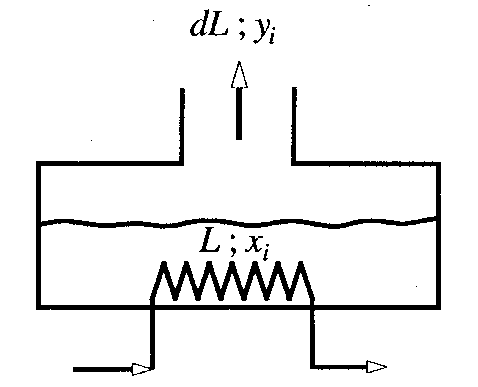 dL ; yᵢ
L ; xᵢ